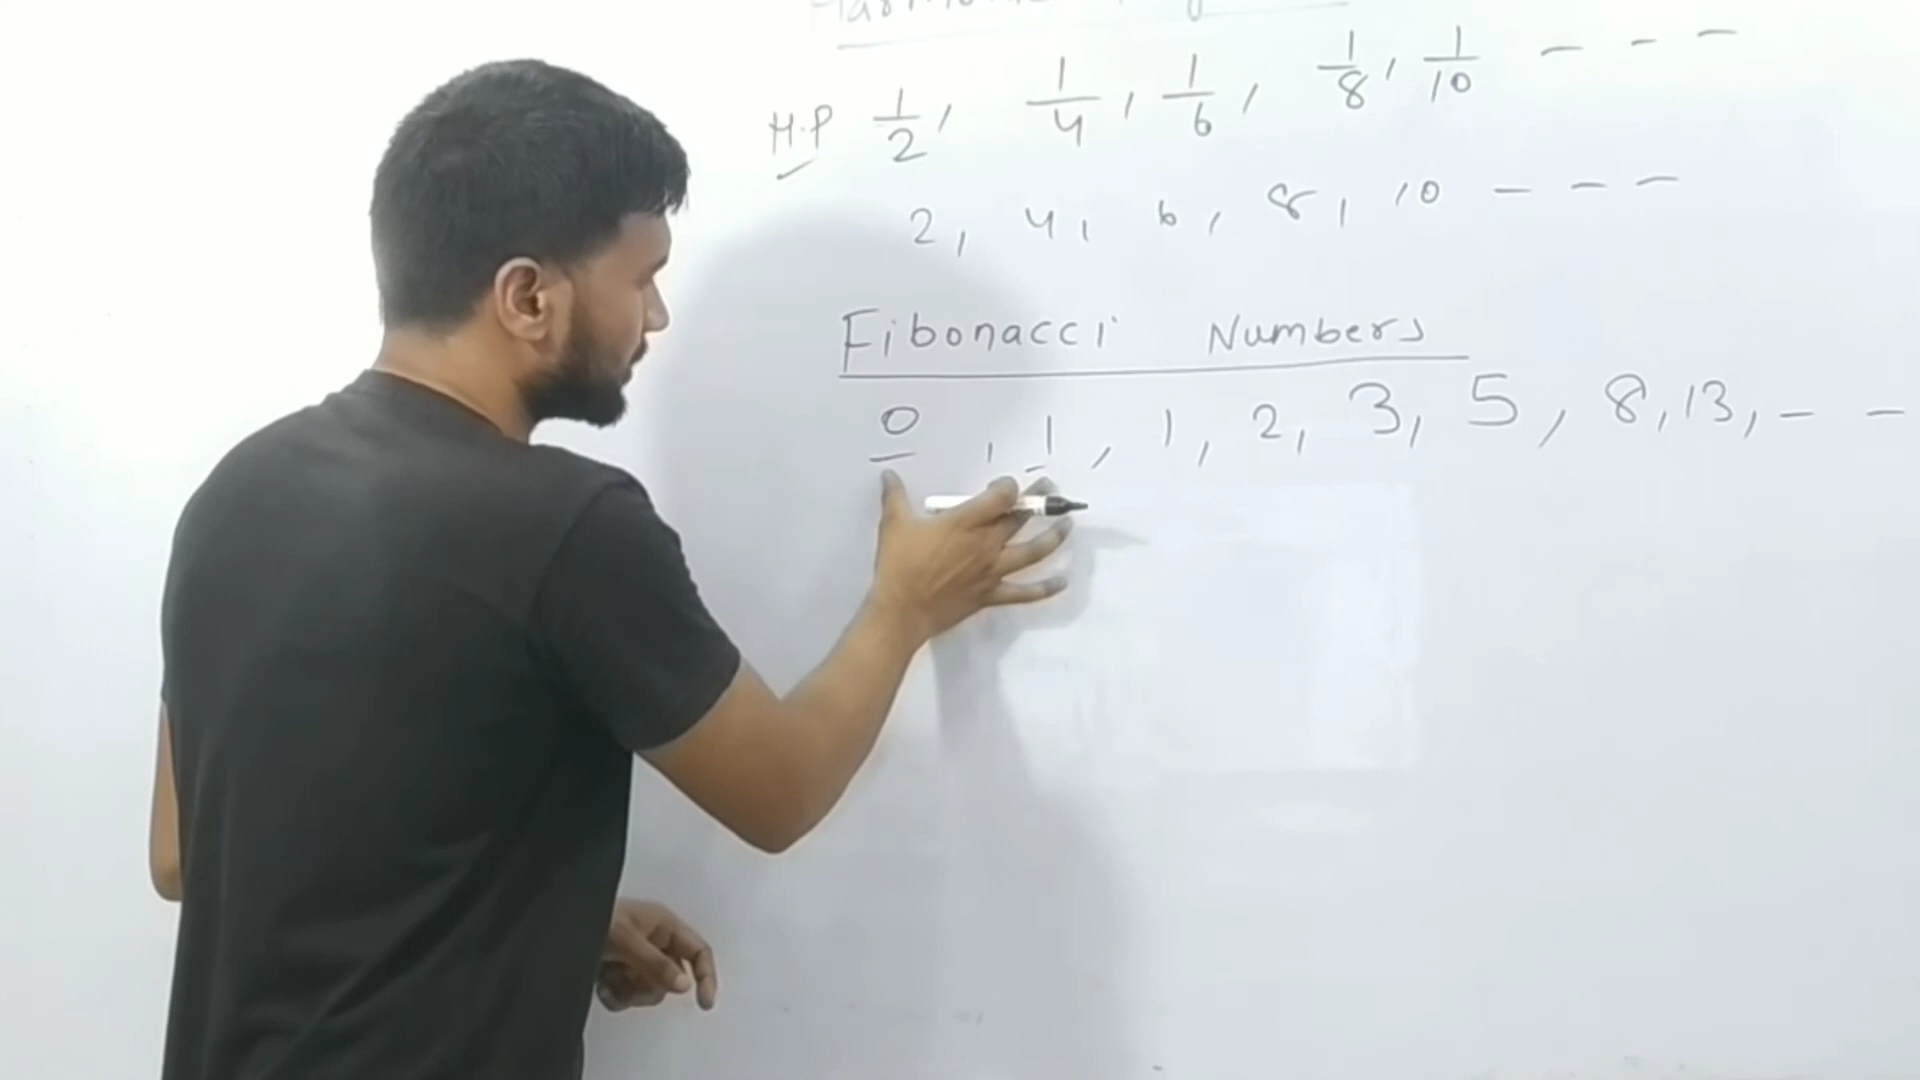 H.P 1/2, 1/4, 1/6, 1/8, 1/10 - - -
2, 4, 6, 8, 10 - - -
Fibonacci Numbers
0, 1, 1, 2, 3, 5, 8, 13, - -